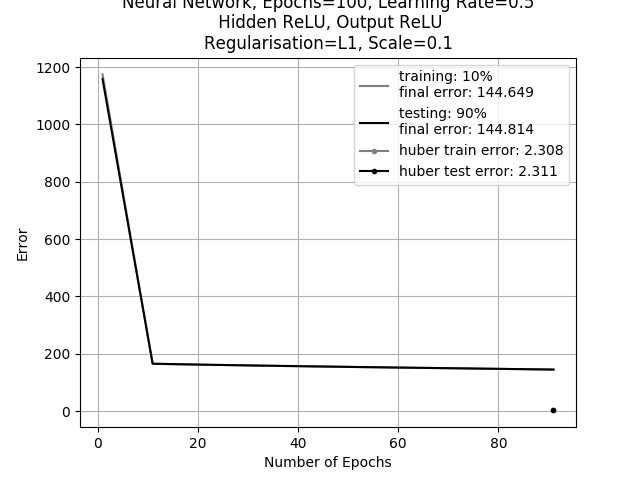 Neural Network, Epochs=100, Learning Rate=0.5
Hidden ReLU, Output ReLU
Regularisation=L1, Scale=0.1
1200
1000
800
600
400
200
0
Error
training: 10%
final error: 144.649
testing: 90%
final error: 144.814
huber train error: 2.308
huber test error: 2.311
0 20 40 60 80
Number of Epochs